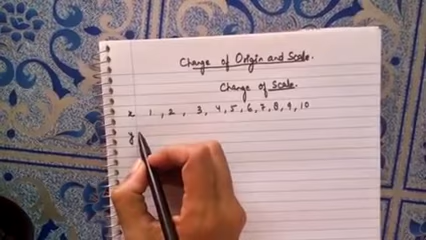 Change of Origin and Scale.
Change of Scale.
x 1 , 2 , 3 , 4 , 5 , 6 , 7 , 8 , 9 , 10
y